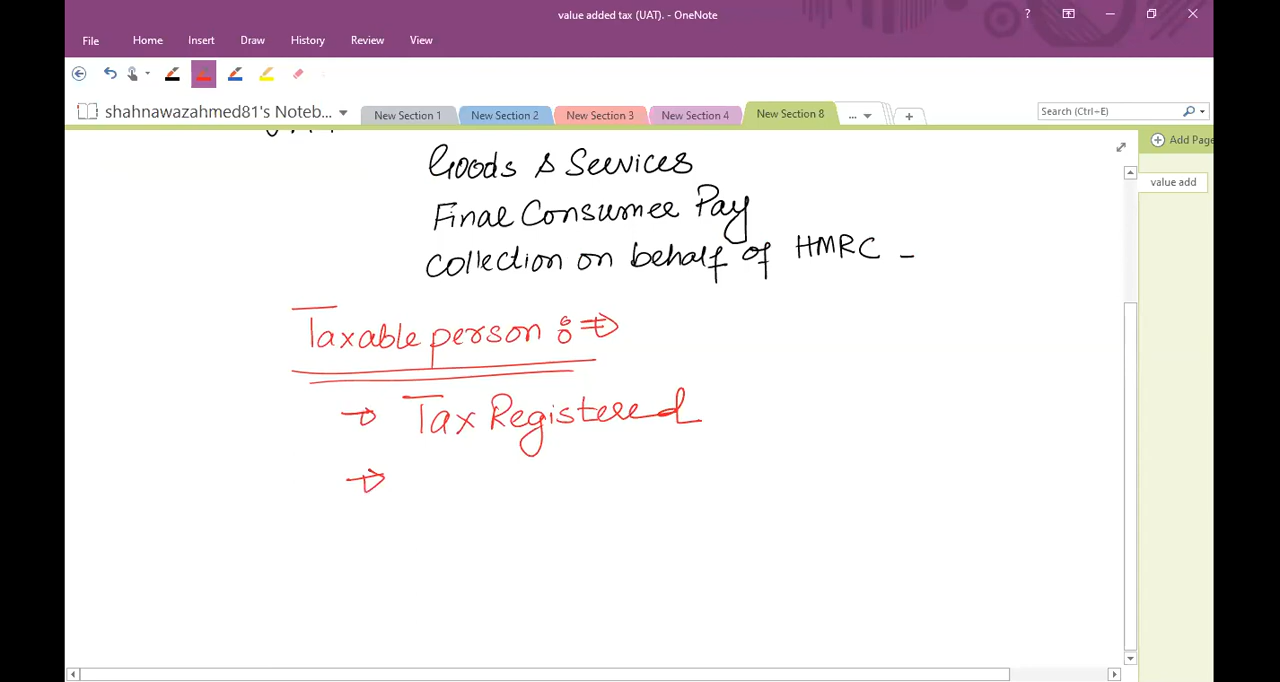 value added tax (UAT). - OneNote
?
File Home Insert Draw History Review View
shahnawazahmed81's Noteb...
New Section 1 New Section 2 New Section 3 New Section 4 New Section 8 ...
Search (Ctrl+E)
Add Page
value add
Goods & Services
Final Consumer Pay
Collection on behalf of HMRC -
Taxable person : ⇒
→ Tax Registered
→